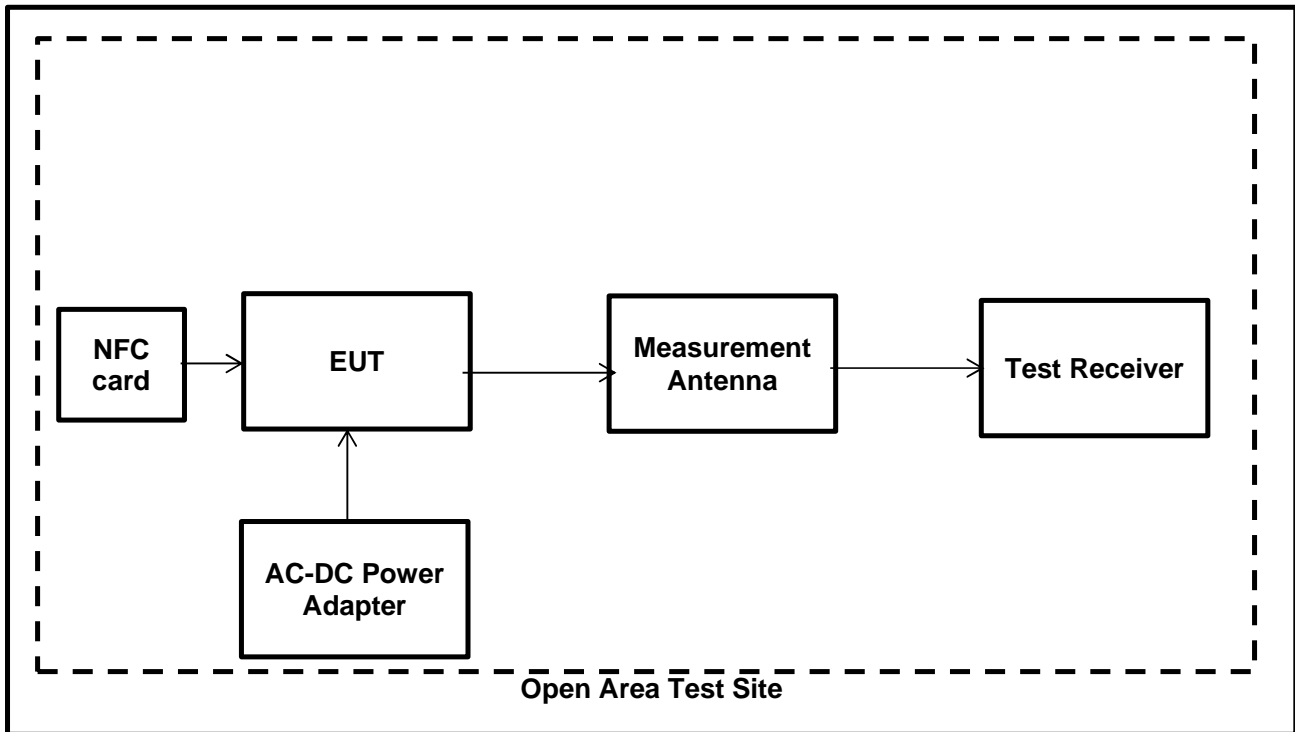 NFC
card
EUT
Measurement
Antenna
Test Receiver
AC-DC Power
Adapter
Open Area Test Site